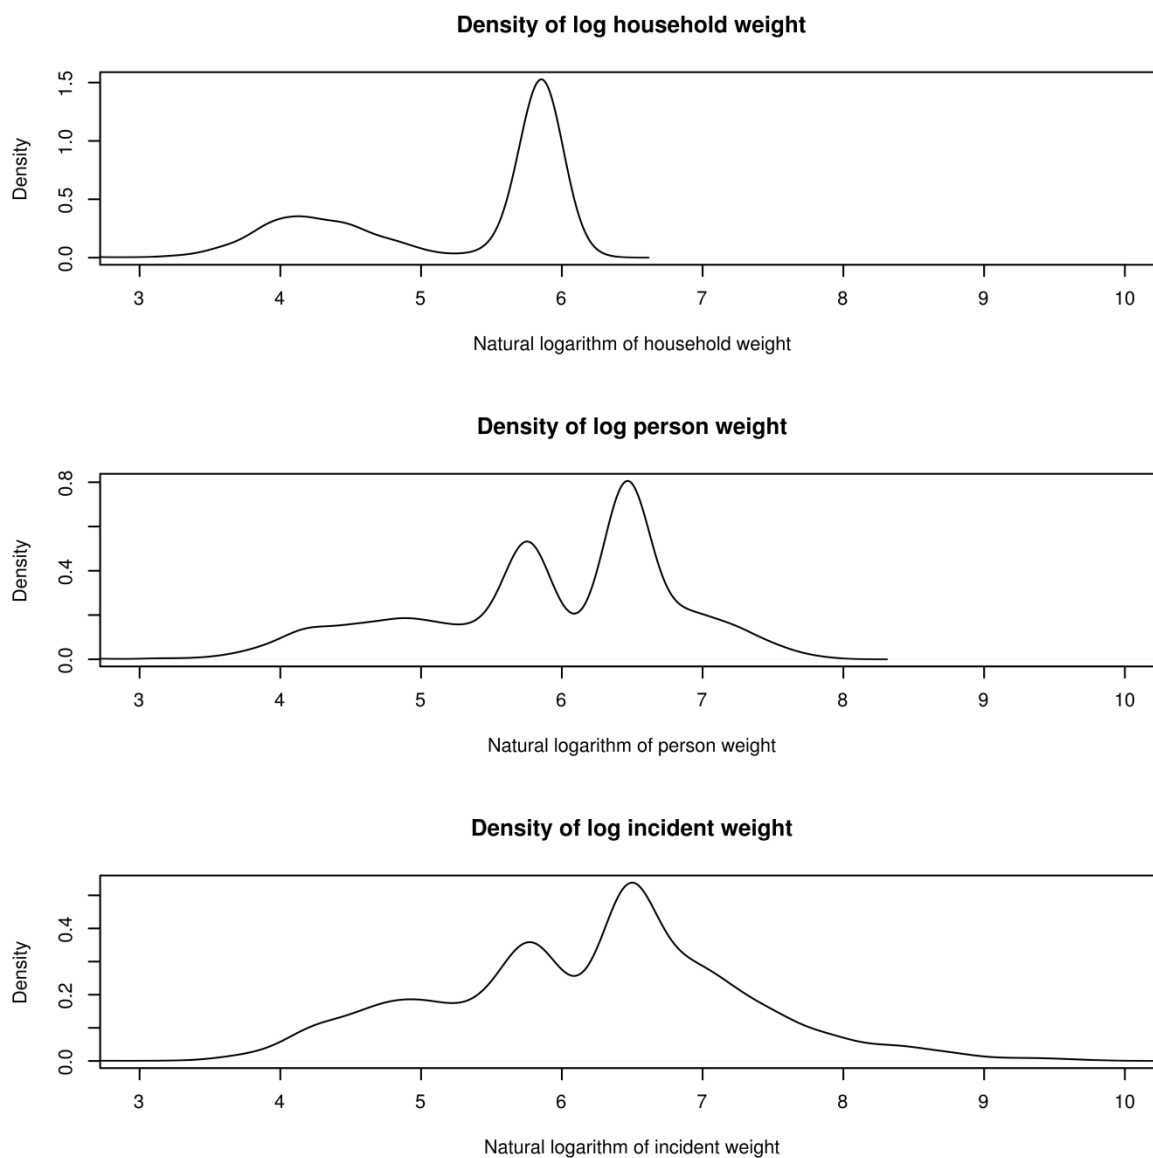 Density of log household weight
Density
0.0 0.5 1.0 1.5
3 4 5 6 7 8 9 10
Natural logarithm of household weight
Density of log person weight
Density
0.0 0.4 0.8
3 4 5 6 7 8 9 10
Natural logarithm of person weight
Density of log incident weight
Density
0.0 0.2 0.4
3 4 5 6 7 8 9 10
Natural logarithm of incident weight